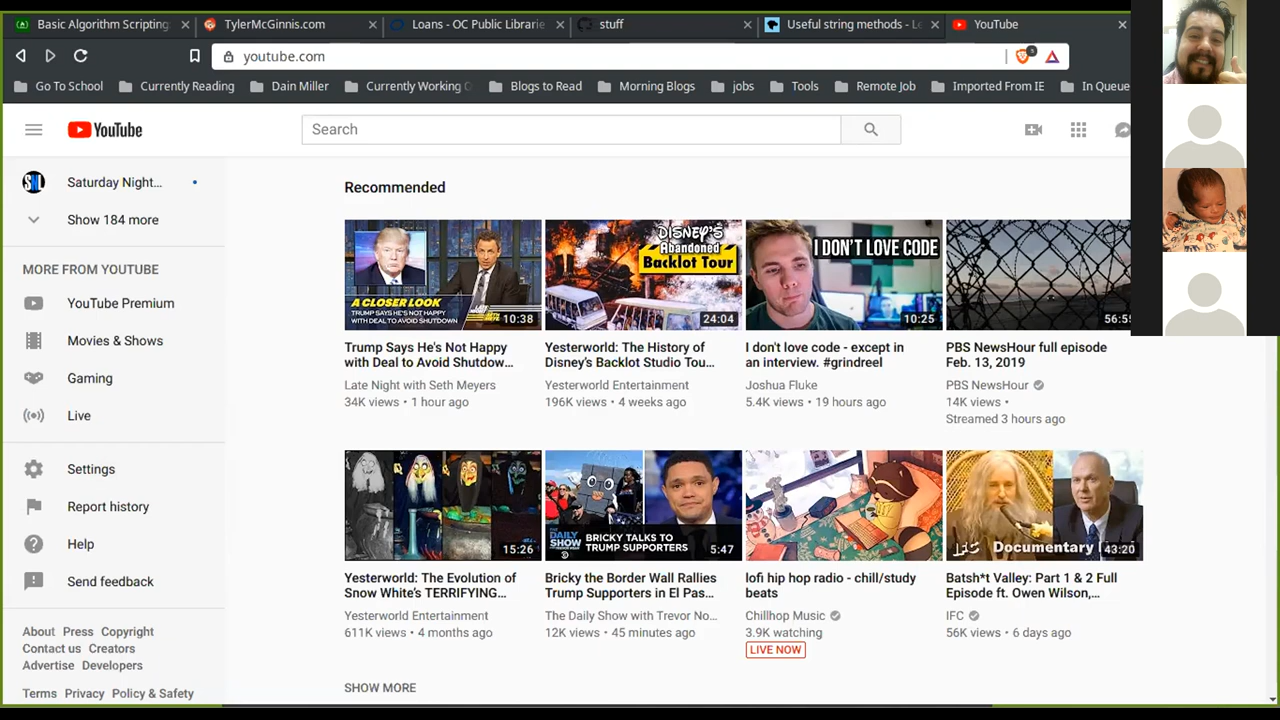 Basic Algorithm Scripting
TylerMcGinnis.com
Loans - OC Public Librarie
stuff
Useful string methods - Le
YouTube
youtube.com
Go To School
Currently Reading
Dain Miller
Currently Working O
Blogs to Read
Morning Blogs
jobs
Tools
Remote Job
Imported From IE
In Queue
YouTube
Search
Saturday Night...
Show 184 more
MORE FROM YOUTUBE
YouTube Premium
Movies & Shows
Gaming
Live
Settings
Report history
Help
Send feedback
About Press Copyright
Contact us Creators
Advertise Developers
Terms Privacy Policy & Safety
Recommended
A CLOSER LOOK
TRUMP SAYS HE'S NOT HAPPY
WITH DEAL TO AVOID SHUTDOWN
10:38
Trump Says He's Not Happy
with Deal to Avoid Shutdow...
Late Night with Seth Meyers
34K views • 1 hour ago
DISNEY'S
Abandoned
Backlot Tour
24:04
Yesterworld: The History of
Disney's Backlot Studio Tou...
Yesterworld Entertainment
196K views • 4 weeks ago
I DON'T LOVE CODE
10:25
I don't love code - except in
an interview. #grindreel
Joshua Fluke
5.4K views • 19 hours ago
56:55
PBS NewsHour full episode
Feb. 13, 2019
PBS NewsHour
14K views •
Streamed 3 hours ago
15:26
Yesterworld: The Evolution of
Snow White's TERRIFYING...
Yesterworld Entertainment
611K views • 4 months ago
THE DAILY SHOW
BRICKY TALKS TO
TRUMP SUPPORTERS
5:47
Bricky the Border Wall Rallies
Trump Supporters in El Pas...
The Daily Show with Trevor No...
12K views • 45 minutes ago
lofi hip hop radio - chill/study
beats
Chillhop Music
3.9K watching
LIVE NOW
IFC Documentary
43:20
Batsh*t Valley: Part 1 & 2 Full
Episode ft. Owen Wilson,...
IFC
56K views • 6 days ago
SHOW MORE